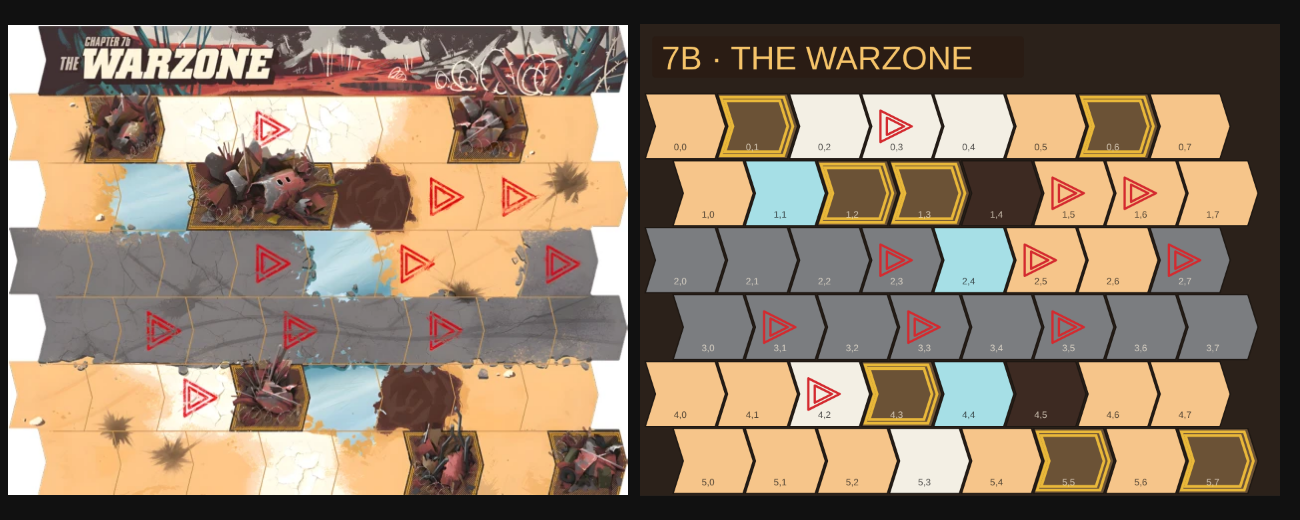 CHAPTER 7b
THE WARZONE
7B · THE WARZONE
0,0 0,1 0,2 0,3 0,4 0,5 0,6 0,7
1,0 1,1 1,2 1,3 1,4 1,5 1,6 1,7
2,0 2,1 2,2 2,3 2,4 2,5 2,6 2,7
3,0 3,1 3,2 3,3 3,4 3,5 3,6 3,7
4,0 4,1 4,2 4,3 4,4 4,5 4,6 4,7
5,0 5,1 5,2 5,3 5,4 5,5 5,6 5,7